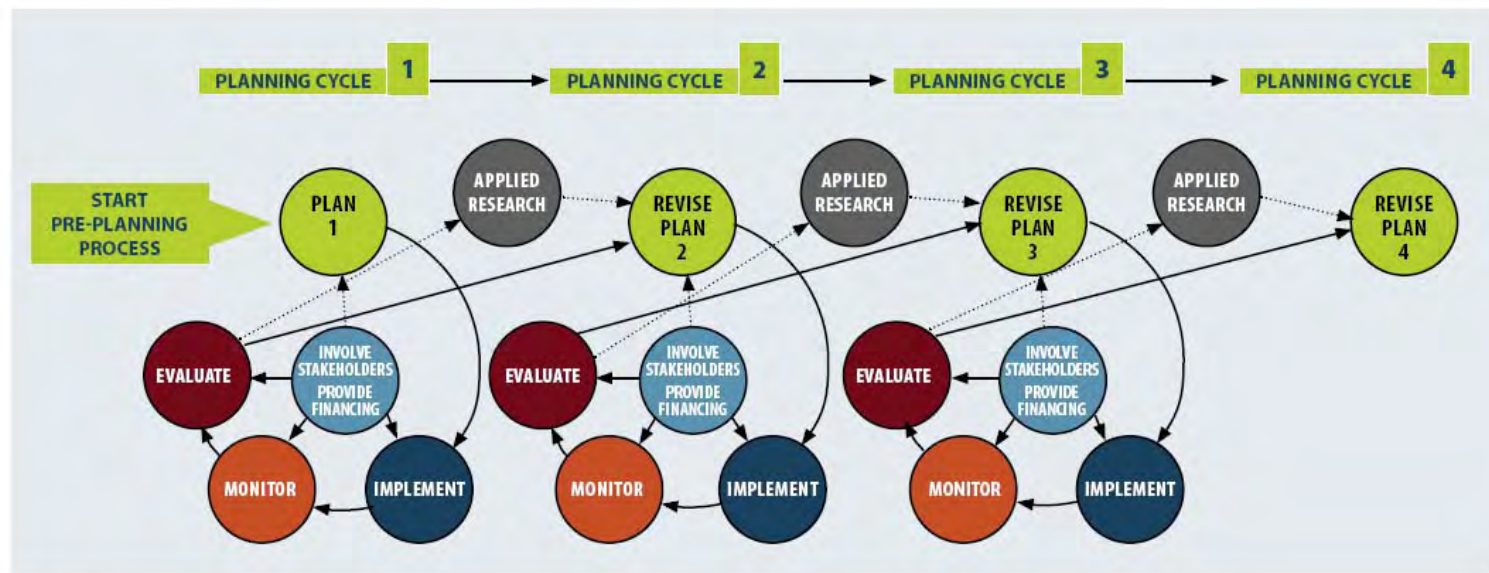 PLANNING CYCLE 1
PLANNING CYCLE 2
PLANNING CYCLE 3
PLANNING CYCLE 4
START
PRE-PLANNING
PROCESS
PLAN
1
APPLIED
RESEARCH
REVISE
PLAN
2
APPLIED
RESEARCH
REVISE
PLAN
3
APPLIED
RESEARCH
REVISE
PLAN
4
EVALUATE
INVOLVE
STAKEHOLDERS
PROVIDE
FINANCING
MONITOR
IMPLEMENT
EVALUATE
INVOLVE
STAKEHOLDERS
PROVIDE
FINANCING
MONITOR
IMPLEMENT
EVALUATE
INVOLVE
STAKEHOLDERS
PROVIDE
FINANCING
MONITOR
IMPLEMENT